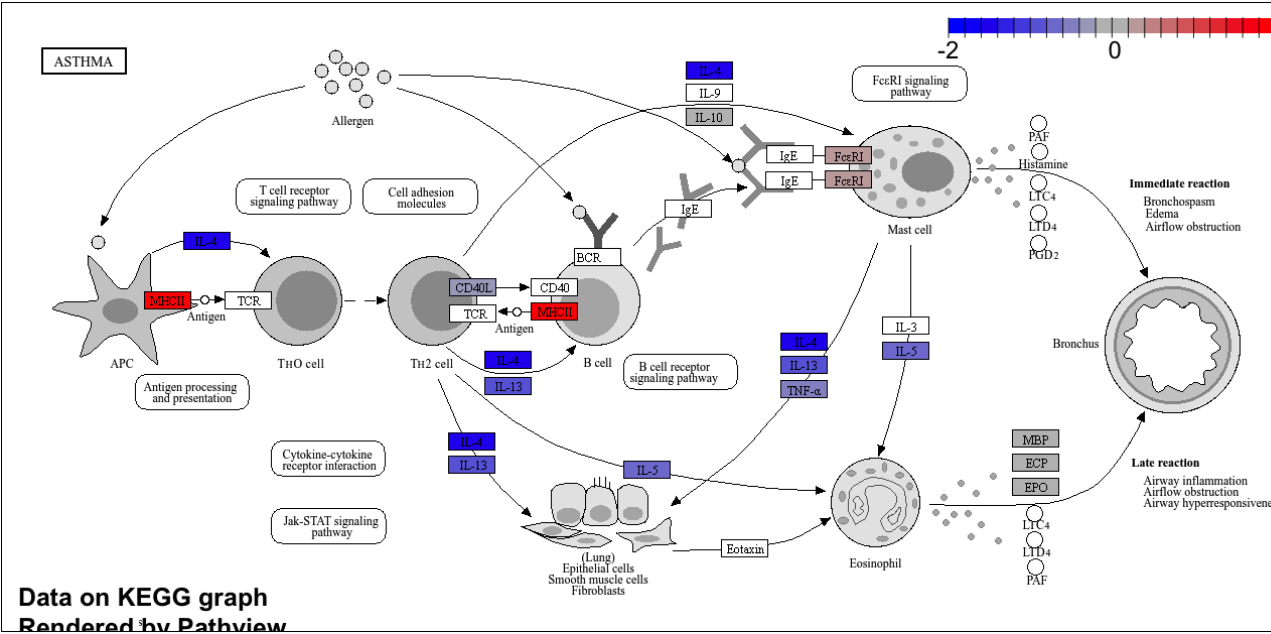 -2
0
ASTHMA
Allergen
IL-4
IL-9
IL-10
FcεRI signaling
pathway
IgE
FcεRI
IgE
FcεRI
Mast cell
PAF
Histamine
LTC4
LTD4
PGD2
Immediate reaction
Bronchospasm
Edema
Airflow obstruction
T cell receptor
signaling pathway
Cell adhesion
molecules
IgE
BCR
IL-4
MHCII
Antigen
TCR
CD40L
CD40
TCR
Antigen
MHCII
APC
TH0 cell
TH2 cell
B cell
IL-4
IL-13
B cell receptor
signaling pathway
Antigen processing
and presentation
IL-4
IL-13
TNF-α
IL-3
IL-5
Bronchus
Cytokine-cytokine
receptor interaction
IL-4
IL-13
IL-5
MBP
ECP
EPO
LTC4
LTD4
PAF
Late reaction
Airway inflammation
Airflow obstruction
Airway hyperresponsivene
Jak-STAT signaling
pathway
Eotaxin
Eosinophil
(Lung)
Epithelial cells
Smooth muscle cells
Fibroblasts
Data on KEGG graph
Rendered by Pathview